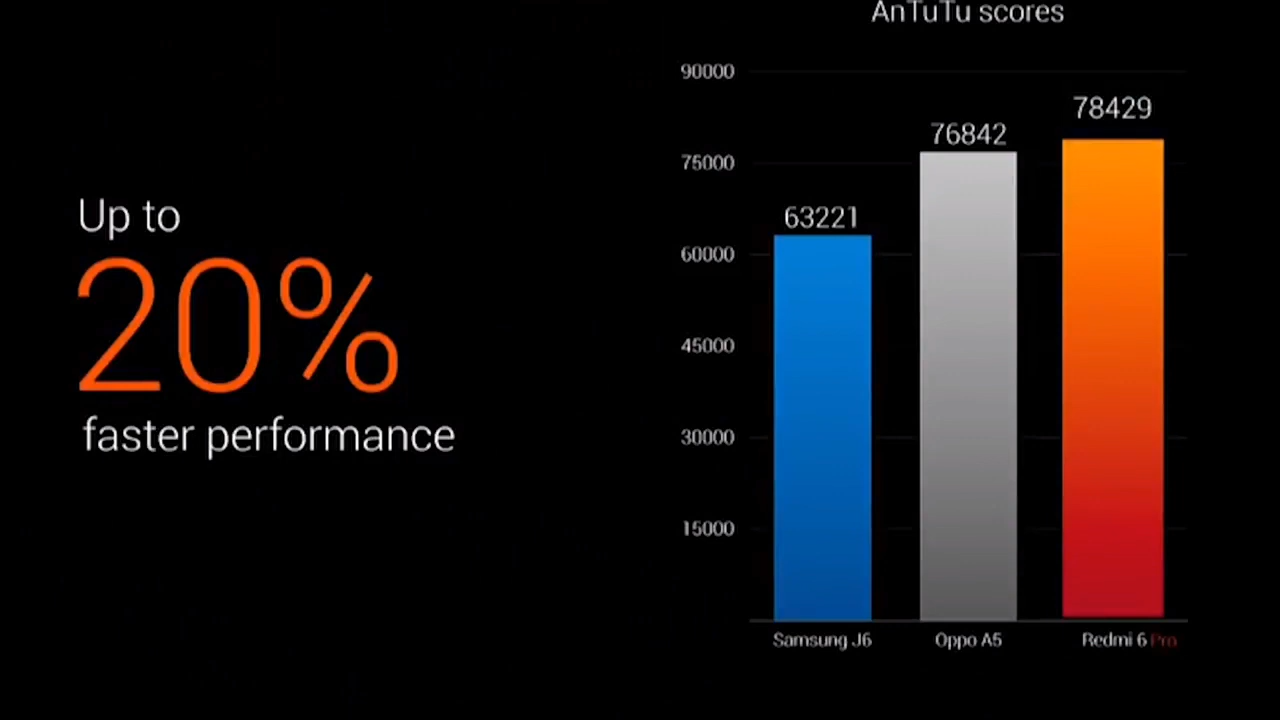 Up to
20%
faster performance
AnTuTu scores
90000
75000
60000
45000
30000
15000
63221
76842
78429
Samsung J6
Oppo A5
Redmi 6 Pro